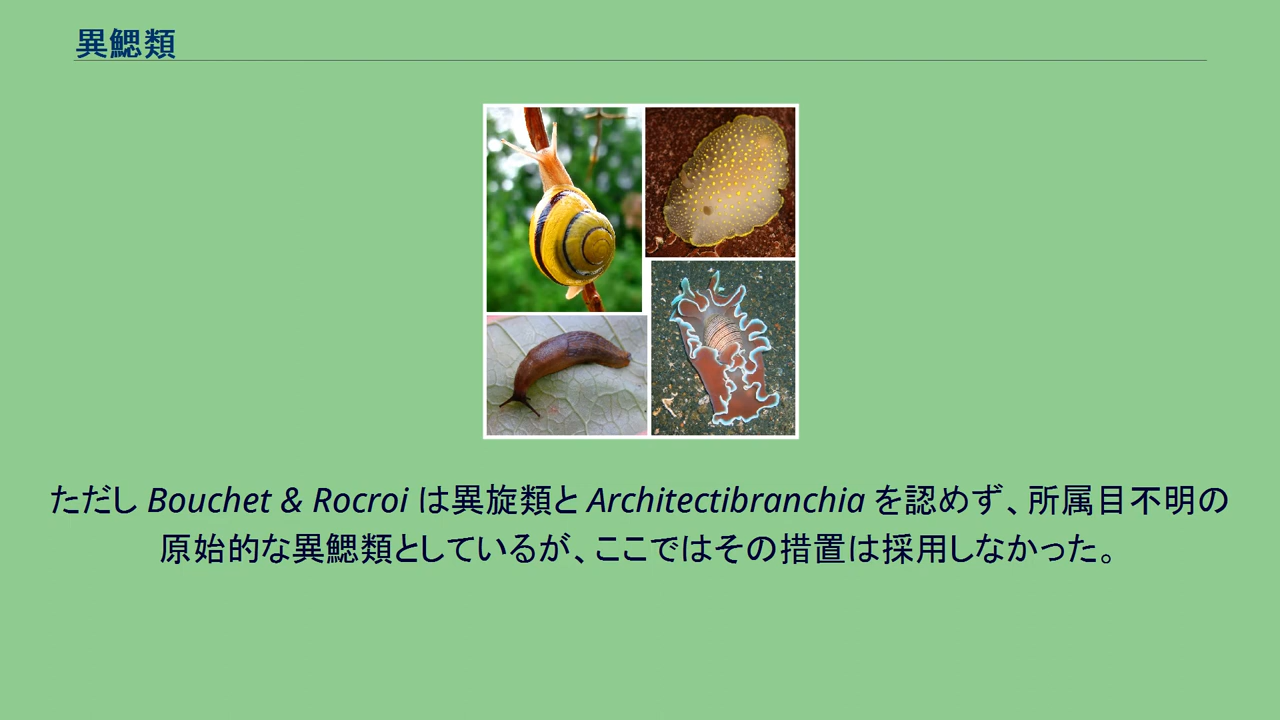 異鰓類
ただし Bouchet & Rocroi は異旋類と Architectibranchia を認めず、所属目不明の
原始的な異鰓類としているが、ここではその措置は採用しなかった。